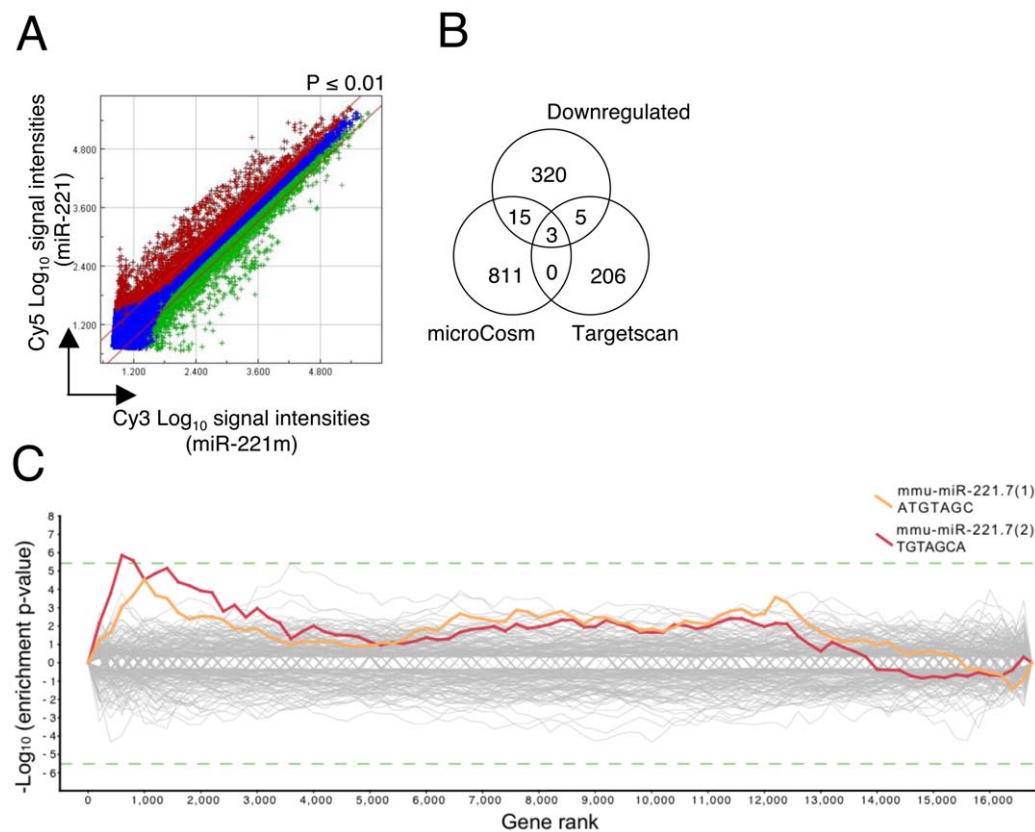 A
P ≤ 0.01
Cy5 Log₁₀ signal intensities
(miR-221)
4.800
3.600
2.400
1.200
1.200 2.400 3.600 4.800
Cy3 Log₁₀ signal intensities
(miR-221m)
B
Downregulated
320
15 5
3
811 0 206
microCosm Targetscan
C
mmu-miR-221.7(1)
ATGTAGC
mmu-miR-221.7(2)
TGTAGCA
-Log₁₀ (enrichment p-value)
8
7
6
5
4
3
2
1
0
- 1
- 2
- 3
- 4
- 5
- 6
0 1,000 2,000 3,000 4,000 5,000 6,000 7,000 8,000 9,000 10,000 11,000 12,000 13,000 14,000 15,000 16,000
Gene rank